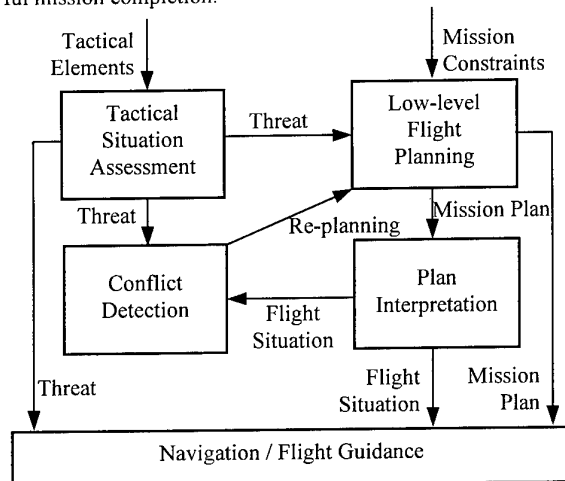 ful mission completion.
Tactical
Elements
Mission
Constraints
Tactical
Situation
Assessment
Threat
Low-level
Flight
Planning
Threat
Re-planning
Mission Plan
Conflict
Detection
Flight
Situation
Plan
Interpretation
Threat
Flight
Situation
Mission
Plan
Navigation / Flight Guidance